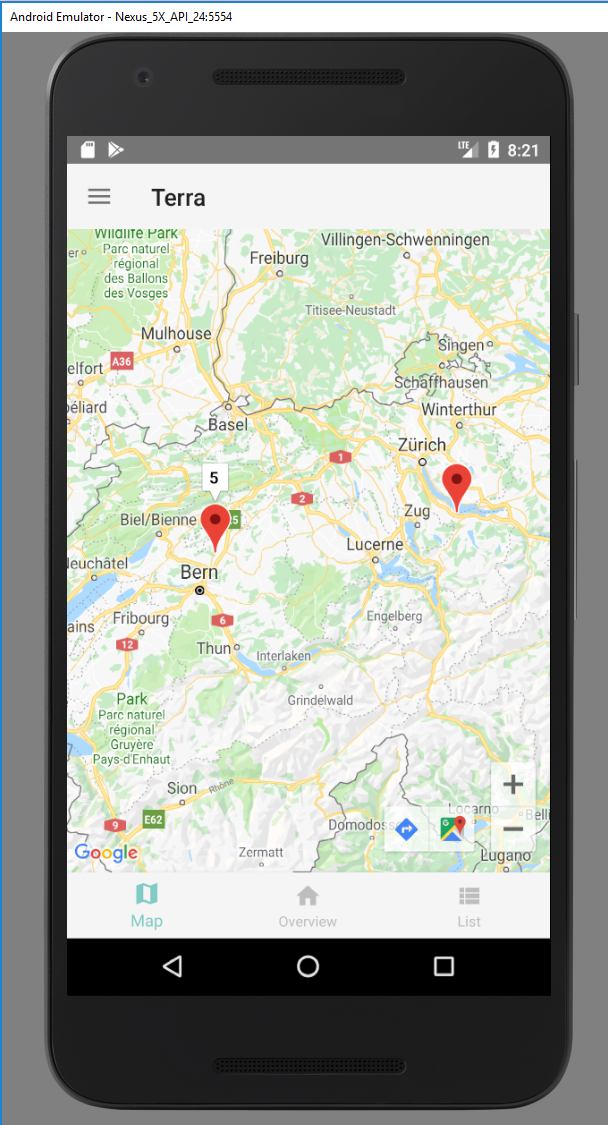 Android Emulator - Nexus_5X_API_24:5554
LTE
8:21
Terra
Wildlife Park
Parc naturel
régional
des Ballons
des Vosges
Villingen-Schwenningen
Freiburg
Titisee-Neustadt
Mulhouse
A36
elfort
Singen
Schaffhausen
béliard
Winterthur
Basel
Zürich
1
5
2
Biel/Bienne
5
Zug
Lucerne
Neuchâtel
Bern
Engelberg
ains
Fribourg
6
12
Thun
Interlaken
Grindelwald
Park
Parc naturel
régional
Gruyère
Pays-d'Enhaut
Sion
Rhône
9
E62
Locarno
Belli
Domodoss
G
Google
Zermatt
Lugano
+
−
Map
Overview
List